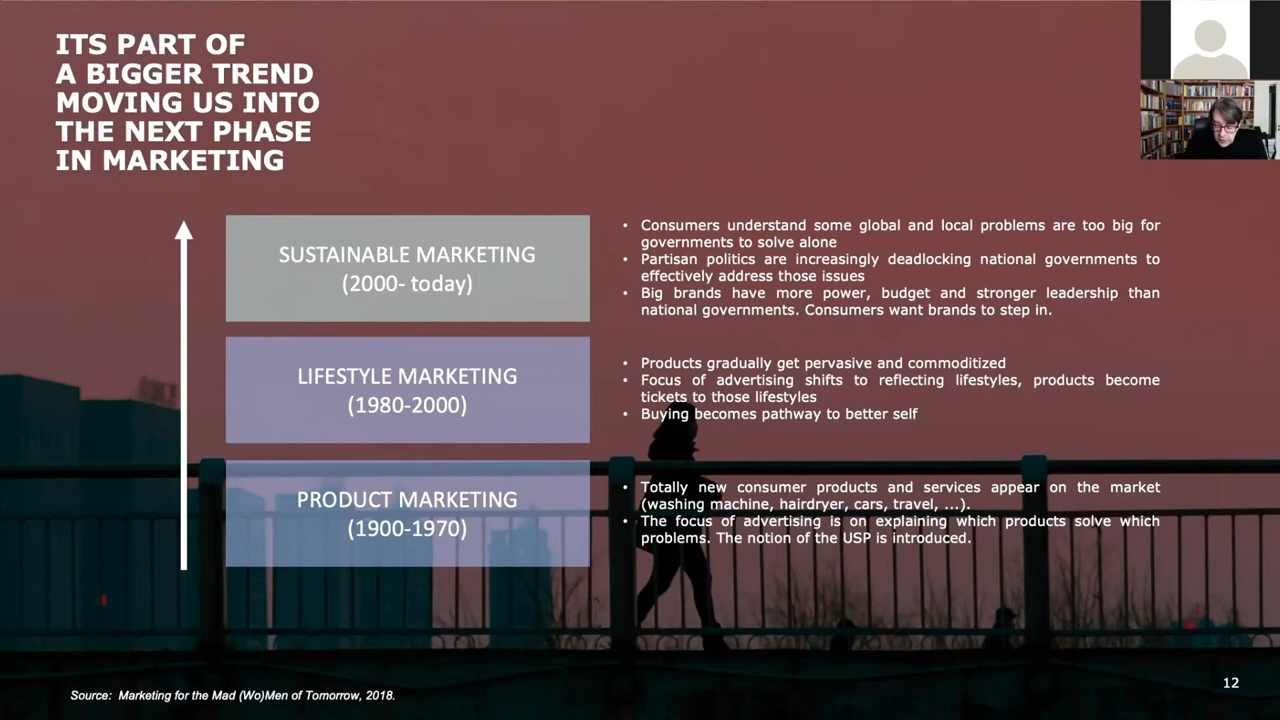 ITS PART OF
A BIGGER TREND
MOVING US INTO
THE NEXT PHASE
IN MARKETING
SUSTAINABLE MARKETING
(2000- today)
• Consumers understand some global and local problems are too big for
governments to solve alone
• Partisan politics are increasingly deadlocking national governments to
effectively address those issues
• Big brands have more power, budget and stronger leadership than
national governments. Consumers want brands to step in.
LIFESTYLE MARKETING
(1980-2000)
• Products gradually get pervasive and commoditized
• Focus of advertising shifts to reflecting lifestyles, products become
tickets to those lifestyles
• Buying becomes pathway to better self
PRODUCT MARKETING
(1900-1970)
• Totally new consumer products and services appear on the market
(washing machine, hairdryer, cars, travel, ...).
• The focus of advertising is on explaining which products solve which
problems. The notion of the USP is introduced.
Source: Marketing for the Mad (Wo)Men of Tomorrow, 2018.
12